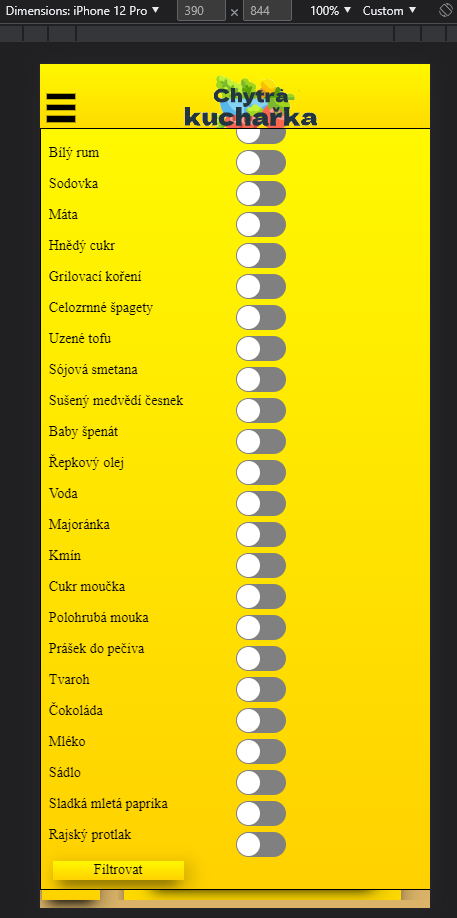 Dimensions: iPhone 12 Pro 390 × 844 100% Custom
Chytrá
kuchařka
Bílý rum
Sodovka
Máta
Hnědý cukr
Grilovací koření
Celozrnné špagety
Uzené tofu
Sójová smetana
Sušený medvědí česnek
Baby špenát
Řepkový olej
Voda
Majoránka
Kmín
Cukr moučka
Polohrubá mouka
Prášek do pečiva
Tvaroh
Čokoláda
Mléko
Sádlo
Sladká mletá paprika
Rajský protlak
Filtrovat